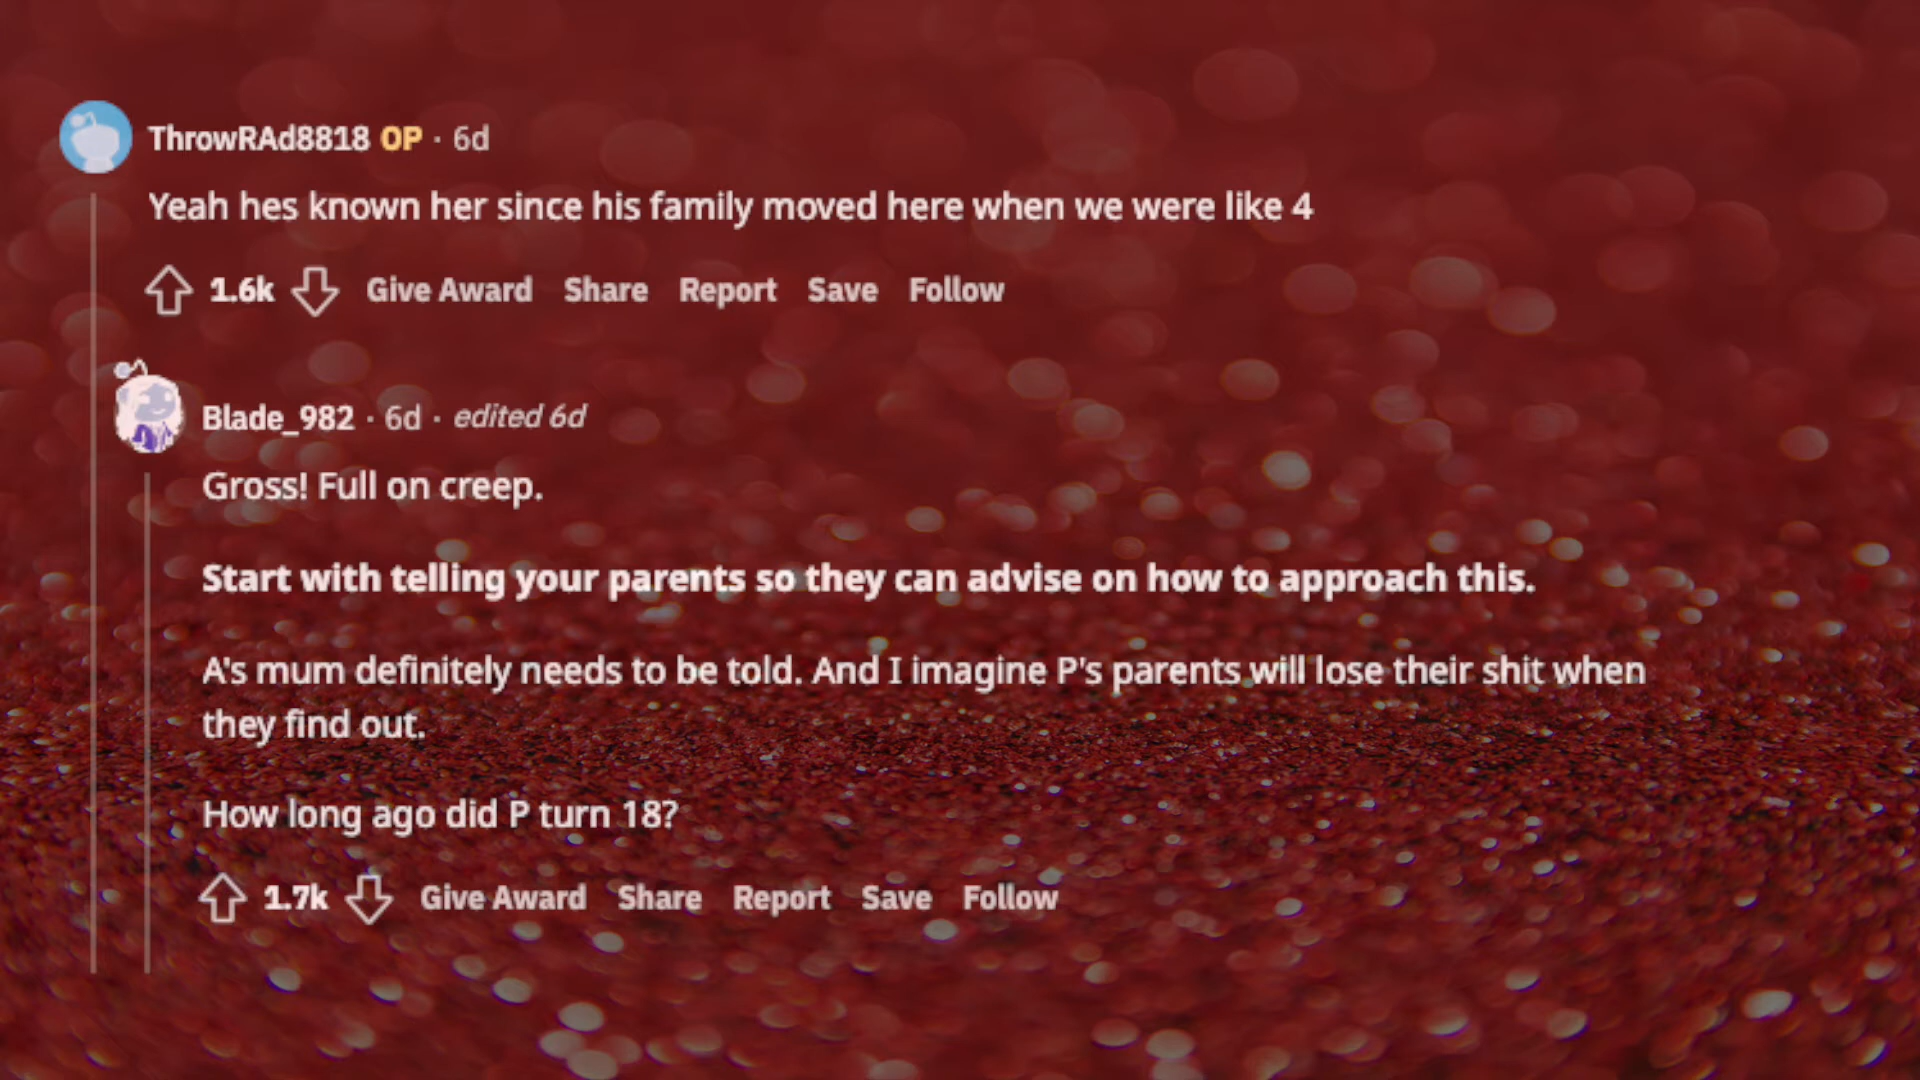 ThrowRAd8818 OP · 6d
Yeah hes known her since his family moved here when we were like 4
1.6k Give Award Share Report Save Follow
Blade_982 · 6d · edited 6d
Gross! Full on creep.
Start with telling your parents so they can advise on how to approach this.
A's mum definitely needs to be told. And I imagine P's parents will lose their shit when
they find out.
How long ago did P turn 18?
1.7k Give Award Share Report Save Follow